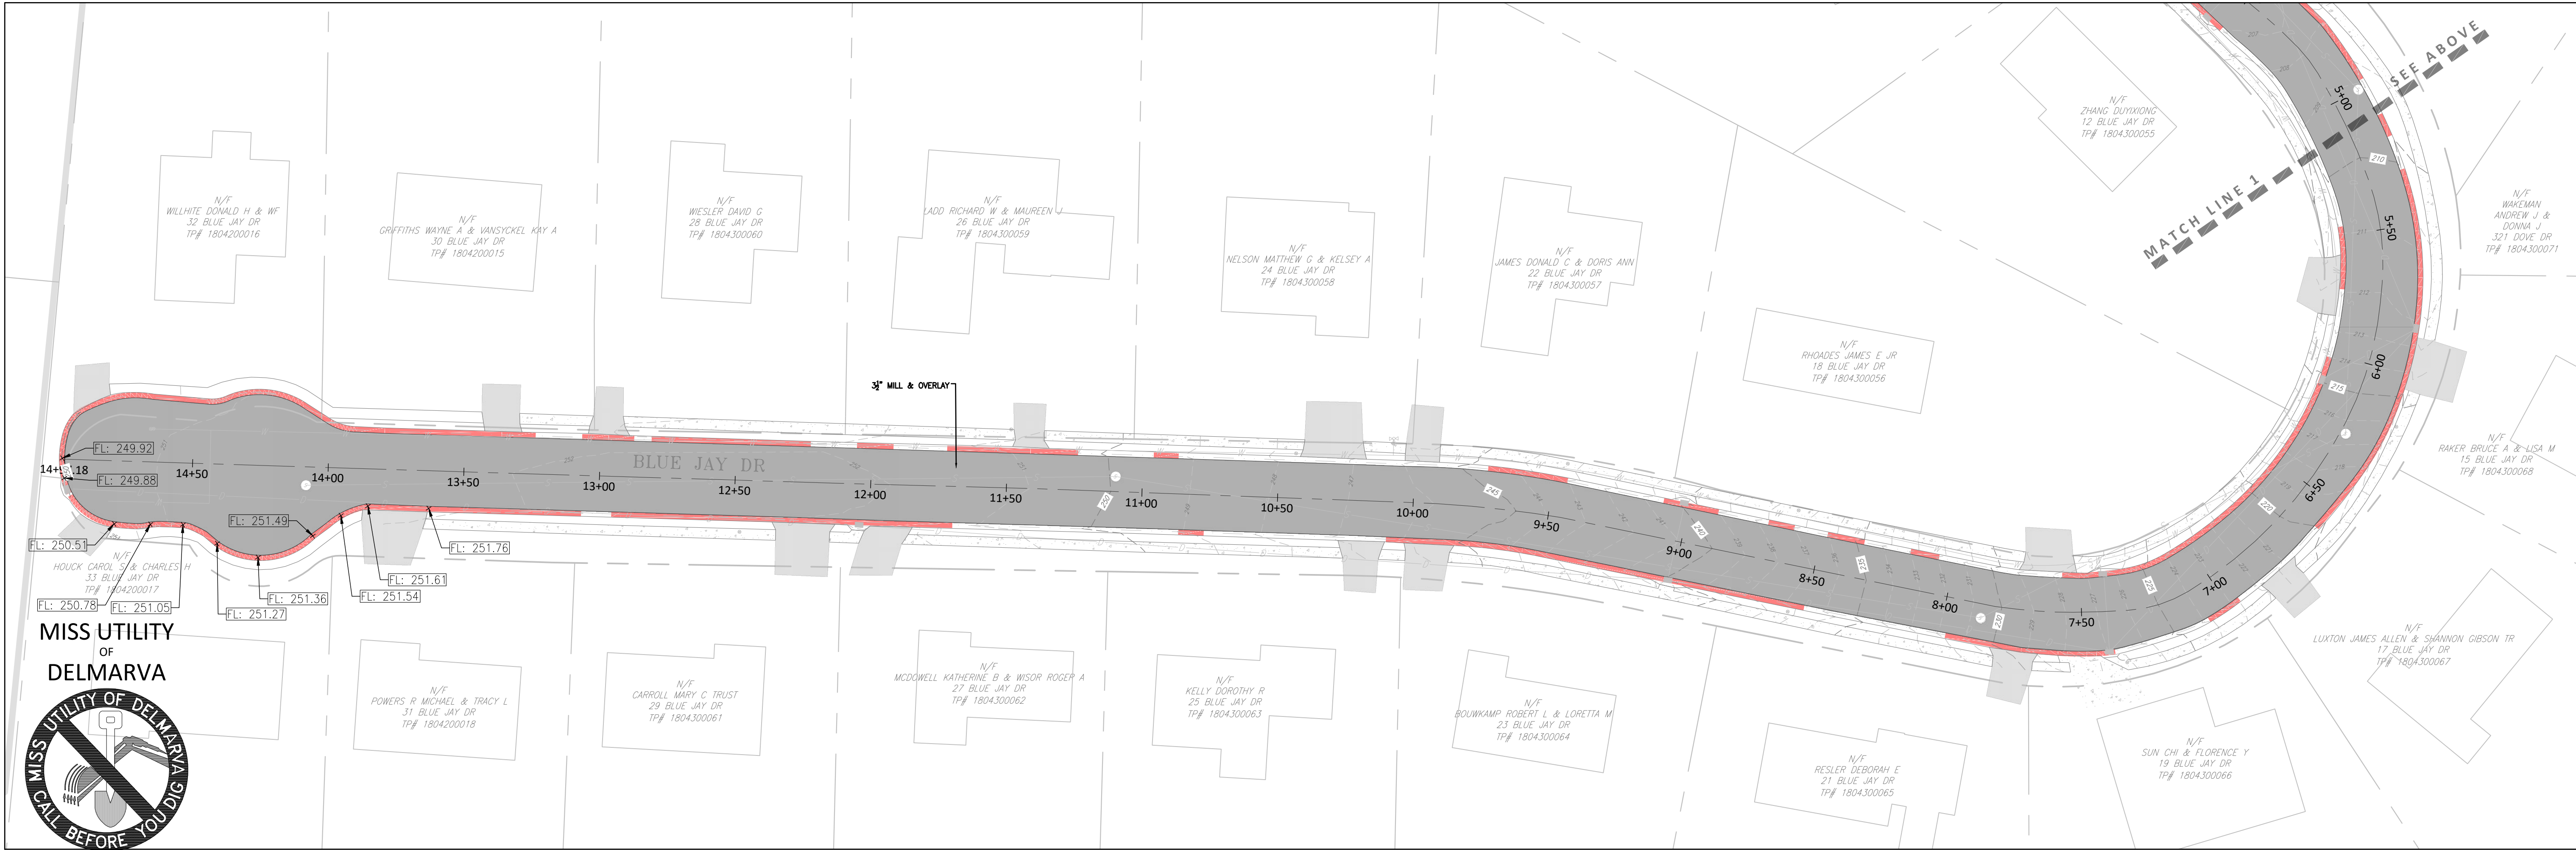 SEE ABOVE
MATCH LINE 1
N/F
ZHANG DUYIXIONG
12 BLUE JAY DR
TP# 1804300055
N/F
WAKEMAN
ANDREW J &
DONNA J
321 DOVE DR
TP# 1804300071
N/F
WILLHITE DONALD H & WF
32 BLUE JAY DR
TP# 1804200016
N/F
GRIFFITHS WAYNE A & VANSYCKEL KAY A
30 BLUE JAY DR
TP# 1804200015
N/F
WIESLER DAVID G
28 BLUE JAY DR
TP# 1804300060
N/F
LADD RICHARD W & MAUREEN J
26 BLUE JAY DR
TP# 1804300059
N/F
NELSON MATTHEW G & KELSEY A
24 BLUE JAY DR
TP# 1804300058
N/F
JAMES DONALD C & DORIS ANN
22 BLUE JAY DR
TP# 1804300057
N/F
RHOADES JAMES E JR
18 BLUE JAY DR
TP# 1804300056
N/F
RAKER BRUCE A & LISA M
15 BLUE JAY DR
TP# 1804300068
3½" MILL & OVERLAY
BLUE JAY DR
14+50
14+00
13+50
13+00
12+50
12+00
11+50
11+00
10+50
10+00
9+50
9+00
8+50
8+00
7+50
7+00
6+50
6+00
5+50
5+00
250
245
240
235
230
225
220
215
210
FL: 249.92
FL: 249.88
FL: 251.49
FL: 250.51
FL: 251.76
FL: 251.61
FL: 251.54
FL: 251.36
FL: 251.27
FL: 250.78
FL: 251.05
N/F
HOUCK CAROL S & CHARLES H
33 BLUE JAY DR
TP# 1804200017
N/F
POWERS R MICHAEL & TRACY L
31 BLUE JAY DR
TP# 1804200018
N/F
CARROLL MARY C TRUST
29 BLUE JAY DR
TP# 1804300061
N/F
MCDOWELL KATHERINE B & WISOR ROGER A
27 BLUE JAY DR
TP# 1804300062
N/F
KELLY DOROTHY R
25 BLUE JAY DR
TP# 1804300063
N/F
BOUWKAMP ROBERT L & LORETTA M
23 BLUE JAY DR
TP# 1804300064
N/F
RESLER DEBORAH E
21 BLUE JAY DR
TP# 1804300065
N/F
SUN CHI & FLORENCE Y
19 BLUE JAY DR
TP# 1804300066
N/F
LUXTON JAMES ALLEN & SHANNON GIBSON TR
17 BLUE JAY DR
TP# 1804300067
MISS UTILITY
OF
DELMARVA
MISS UTILITY OF DELMARVA
CALL BEFORE YOU DIG